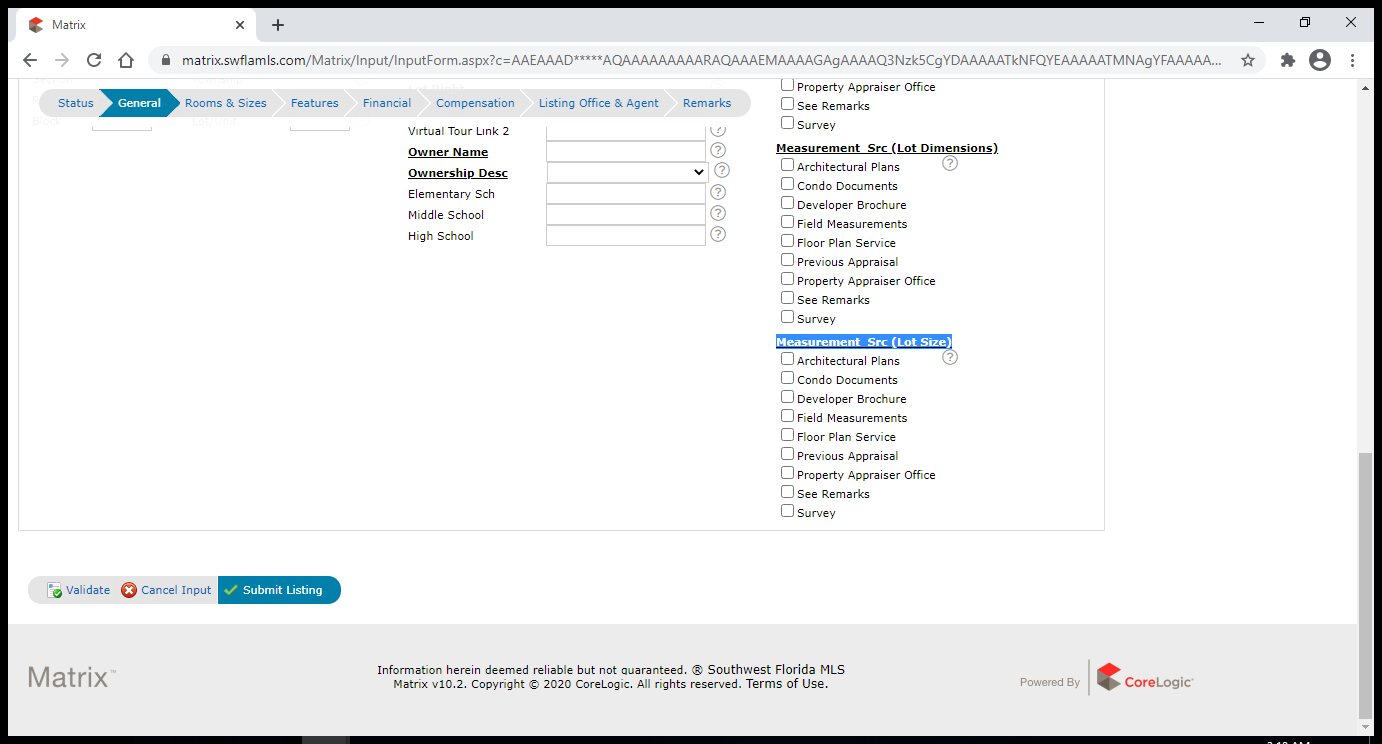 Matrix
matrix.swflamls.com/Matrix/Input/InputForm.aspx?c=AAEAAAD*****AQAAAAAAAAARAQAAAEMAAAAGAgAAAAQ3Nzk5CgYDAAAAATkNFQYEAAAAATMNAgYFAAAAA...
Status General Rooms & Sizes Features Financial Compensation Listing Office & Agent Remarks
Block
Lot/Unit
Virtual Tour Link 2
Owner Name
Ownership Desc
Elementary Sch
Middle School
High School
Property Appraiser Office
See Remarks
Survey
Measurement Src (Lot Dimensions)
Architectural Plans
Condo Documents
Developer Brochure
Field Measurements
Floor Plan Service
Previous Appraisal
Property Appraiser Office
See Remarks
Survey
Measurement Src (Lot Size)
Architectural Plans
Condo Documents
Developer Brochure
Field Measurements
Floor Plan Service
Previous Appraisal
Property Appraiser Office
See Remarks
Survey
Validate Cancel Input Submit Listing
Matrix™
Information herein deemed reliable but not guaranteed. ® Southwest Florida MLS
Matrix v10.2. Copyright © 2020 CoreLogic. All rights reserved. Terms of Use.
Powered By CoreLogic